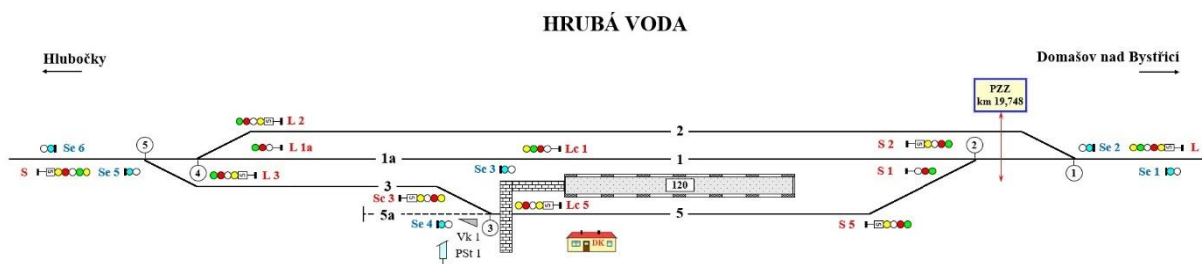 HRUBÁ VODA
Hlubočky
Domašov nad Bystřicí
PZZ
km 19,748
L 2
2
S 2
5
2
Se 6
L 1a
1a
Lc 1
1
Se 2
L
S
Se 5
4
L 3
Se 3
S 1
1
Se 1
3
120
Sc 3
Lc 5
5a
5
S 5
Se 4
3
Vk 1
PSt 1
DK